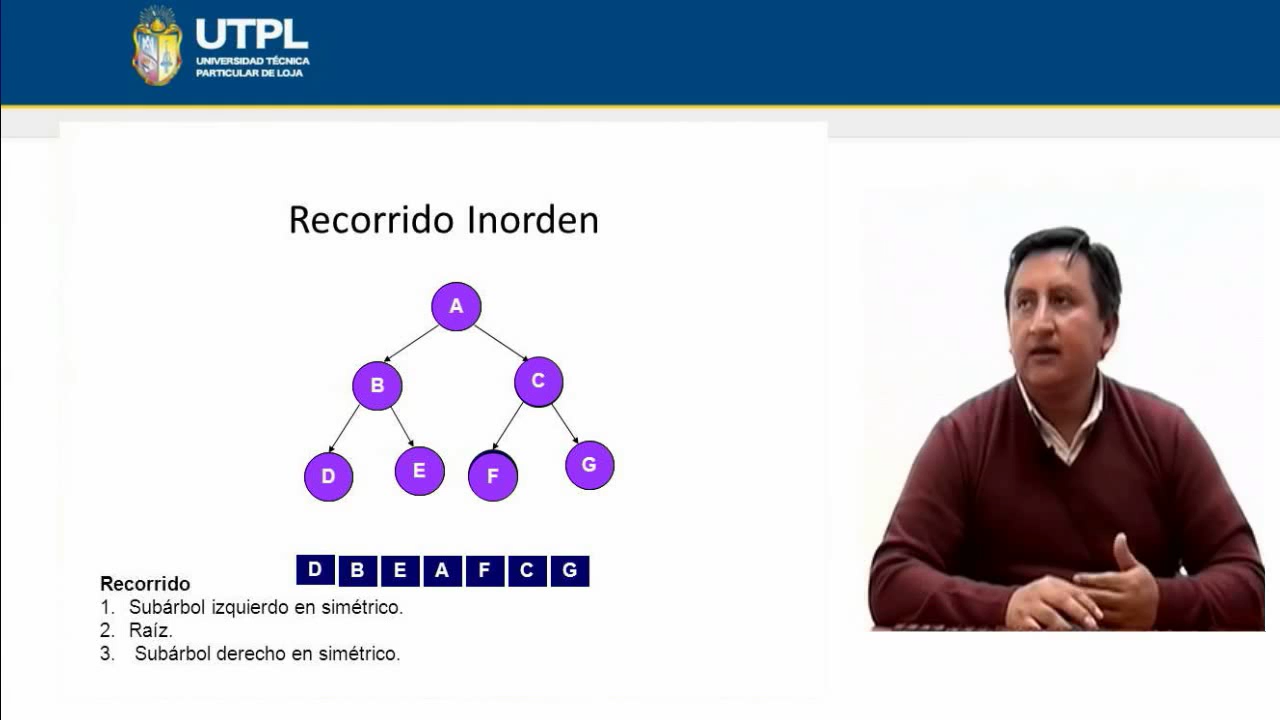 UTPL
UNIVERSIDAD TÉCNICA
PARTICULAR DE LOJA
Recorrido Inorden
A
B
C
D
E
F
G
D B E A F C G
Recorrido
1. Subárbol izquierdo en simétrico.
2. Raíz.
3. Subárbol derecho en simétrico.